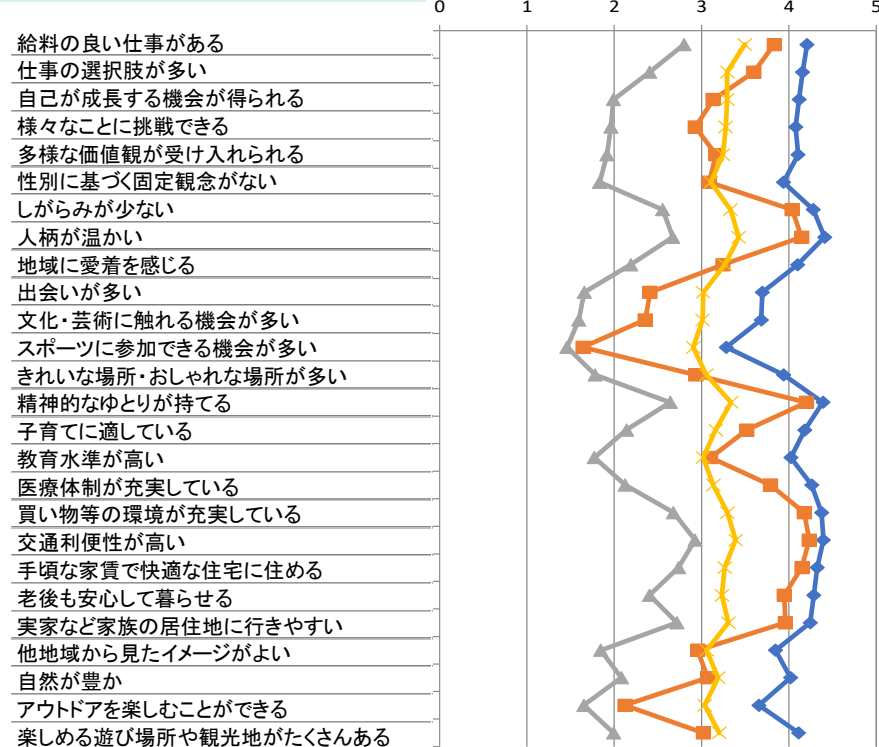 0 1 2 3 4 5
給料の良い仕事がある
仕事の選択肢が多い
自己が成長する機会が得られる
様々なことに挑戦できる
多様な価値観が受け入れられる
性別に基づく固定観念がない
しがらみが少ない
人柄が温かい
地域に愛着を感じる
出会いが多い
文化・芸術に触れる機会が多い
スポーツに参加できる機会が多い
きれいな場所・おしゃれな場所が多い
精神的なゆとりが持てる
子育てに適している
教育水準が高い
医療体制が充実している
買い物等の環境が充実している
交通利便性が高い
手頃な家賃で快適な住宅に住める
老後も安心して暮らせる
実家など家族の居住地に行きやすい
他地域から見たイメージがよい
自然が豊か
アウトドアを楽しむことができる
楽しめる遊び場所や観光地がたくさんある